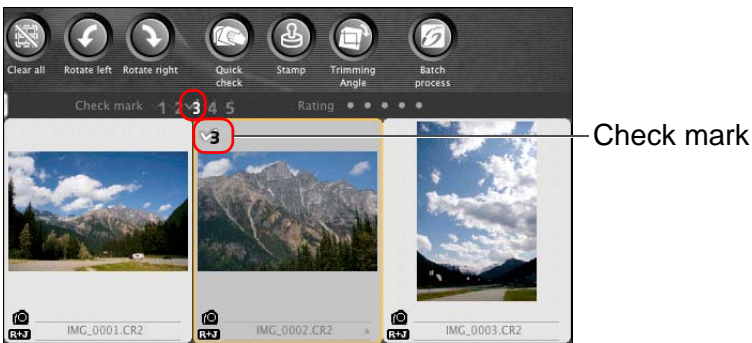 Clear all Rotate left Rotate right Quick check Stamp Trimming Angle Batch process
Check mark 1 2 3 4 5 Rating
3
Check mark
R+J IMG_0001.CR2 R+J IMG_0002.CR2 * R+J IMG_0003.CR2